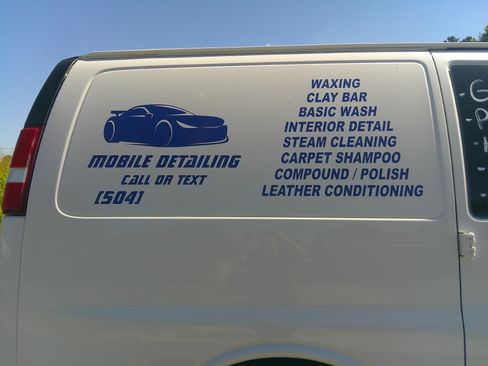 MOBILE DETAILING
CALL OR TEXT
(504)
WAXING
CLAY BAR
BASIC WASH
INTERIOR DETAIL
STEAM CLEANING
CARPET SHAMPOO
COMPOUND / POLISH
LEATHER CONDITIONING